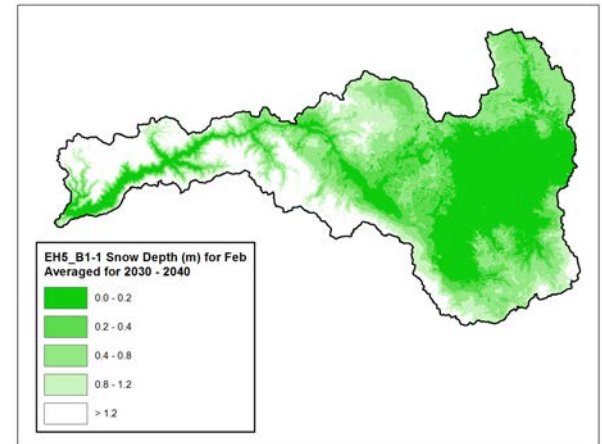 EH5_B1-1 Snow Depth (m) for Feb
Averaged for 2030 - 2040
0.0 - 0.2
0.2 - 0.4
0.4 - 0.8
0.8 - 1.2
> 1.2